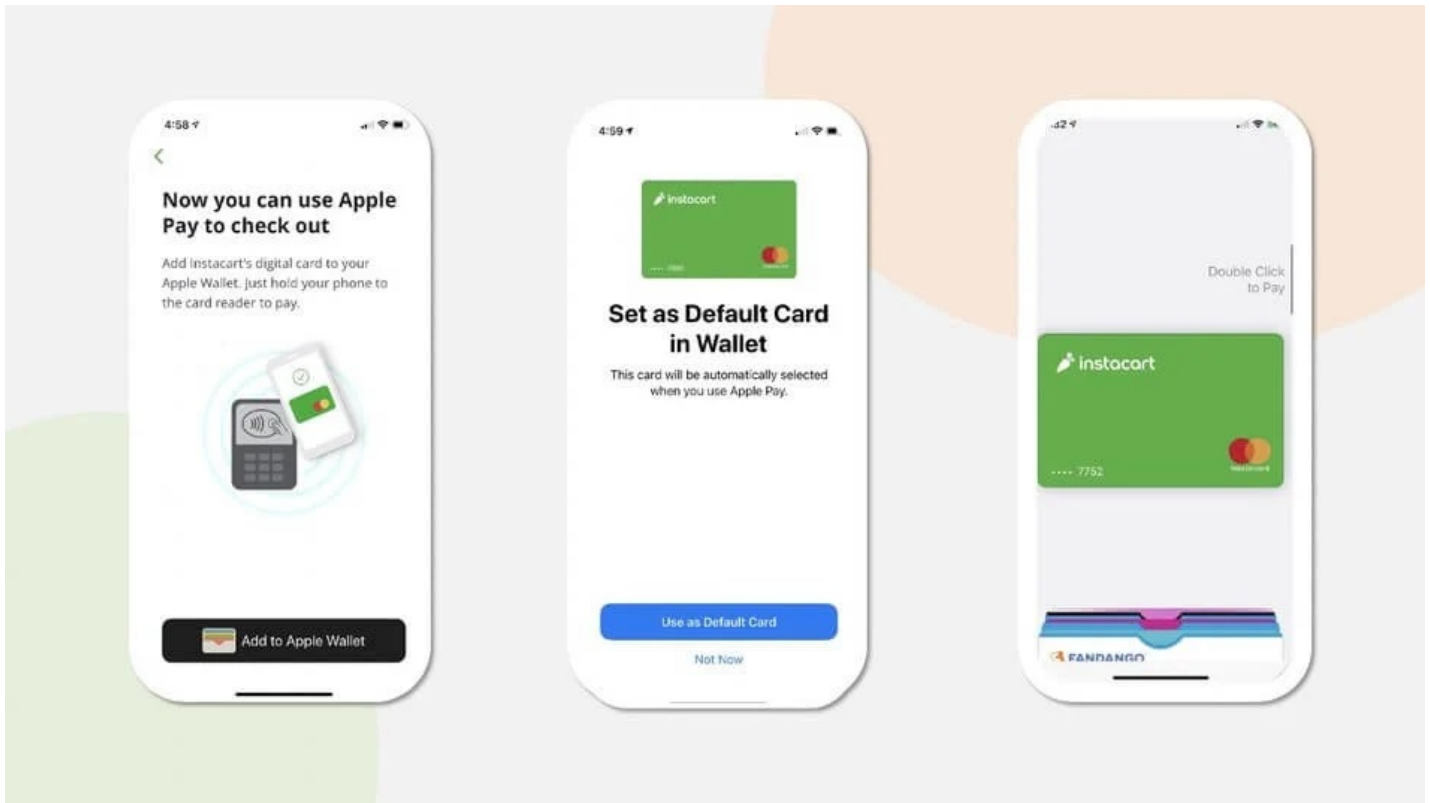 4:58
Now you can use Apple
Pay to check out
Add Instacart's digital card to your
Apple Wallet. Just hold your phone to
the card reader to pay.
Add to Apple Wallet
4:59
instacart
Set as Default Card
in Wallet
This card will be automatically selected
when you use Apple Pay.
Use as Default Card
Not Now
Double Click
to Pay
instacart
•••• 7752
mastercard
FANDANGO